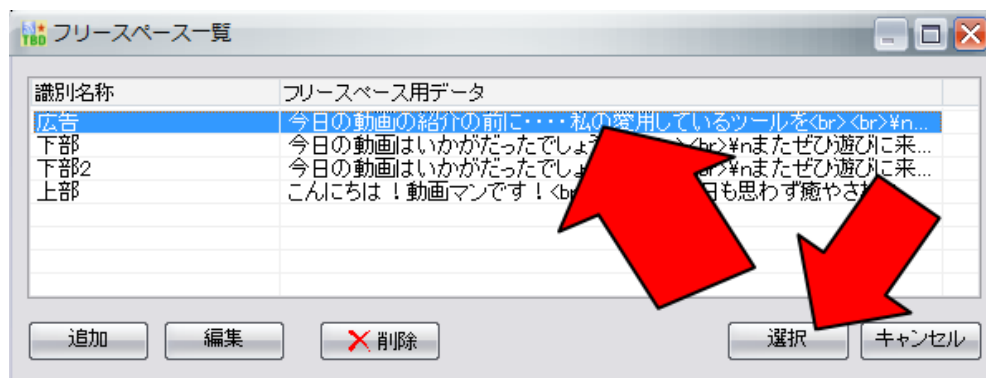 TBD フリースペース一覧
識別名称 フリースペース用データ
広告 今日の動画の紹介の前に・・・・私の愛用しているツールを<br><br>¥n...
下部 今日の動画はいかがだったでしょ <br>¥nまたぜひ遊びに来...
下部2 今日の動画はいかがだったでしょ <br>¥nまたぜひ遊びに来...
上部 こんにちは！動画マンです！<br 日も思わず癒やされ
追加 編集 削除 選択 キャンセル